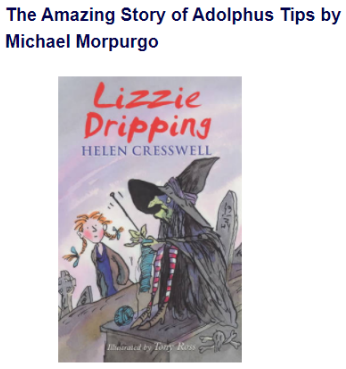 The Amazing Story of Adolphus Tips by
Michael Morpurgo
Lizzie
Dripping
HELEN CRESSWELL
Illustrated by Tony Ross